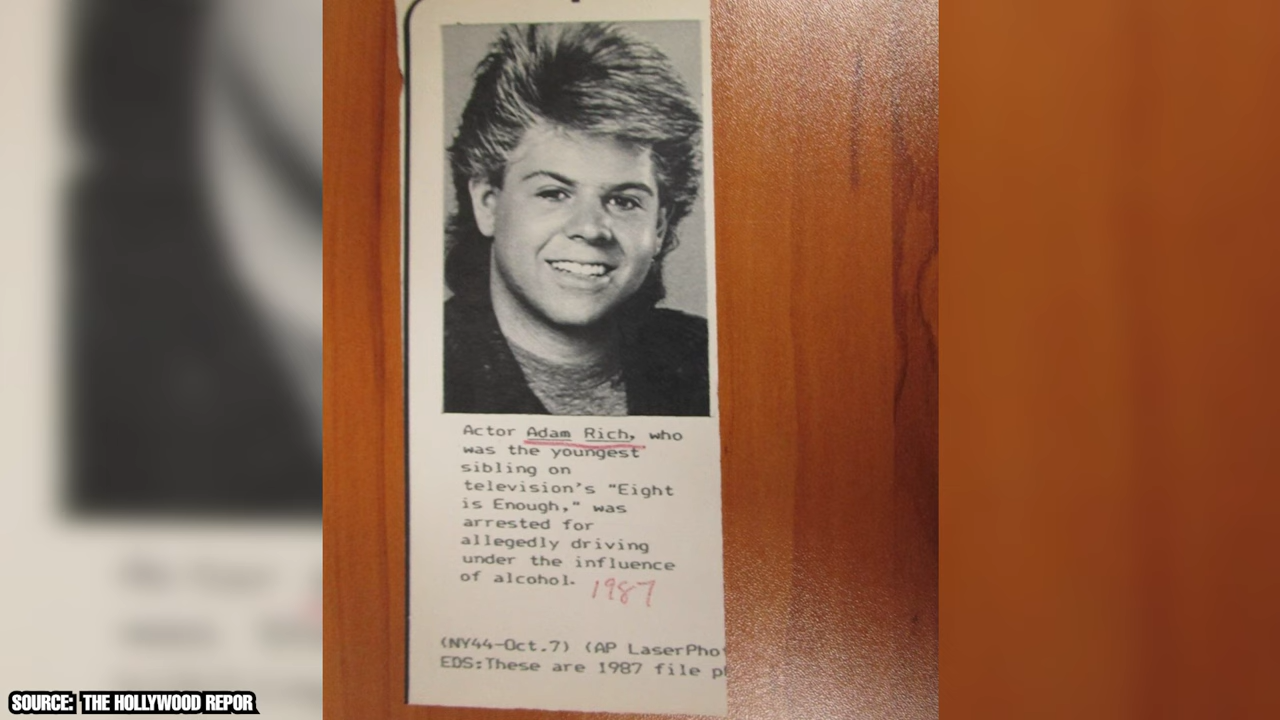 Actor Adam Rich, who
was the youngest
sibling on
television's "Eight
is Enough," was
arrested for
allegedly driving
under the influence
of alcohol.
1987
(NY44-Oct.7) (AP LaserPho
EDS:These are 1987 file p
SOURCE: THE HOLLYWOOD REPOR